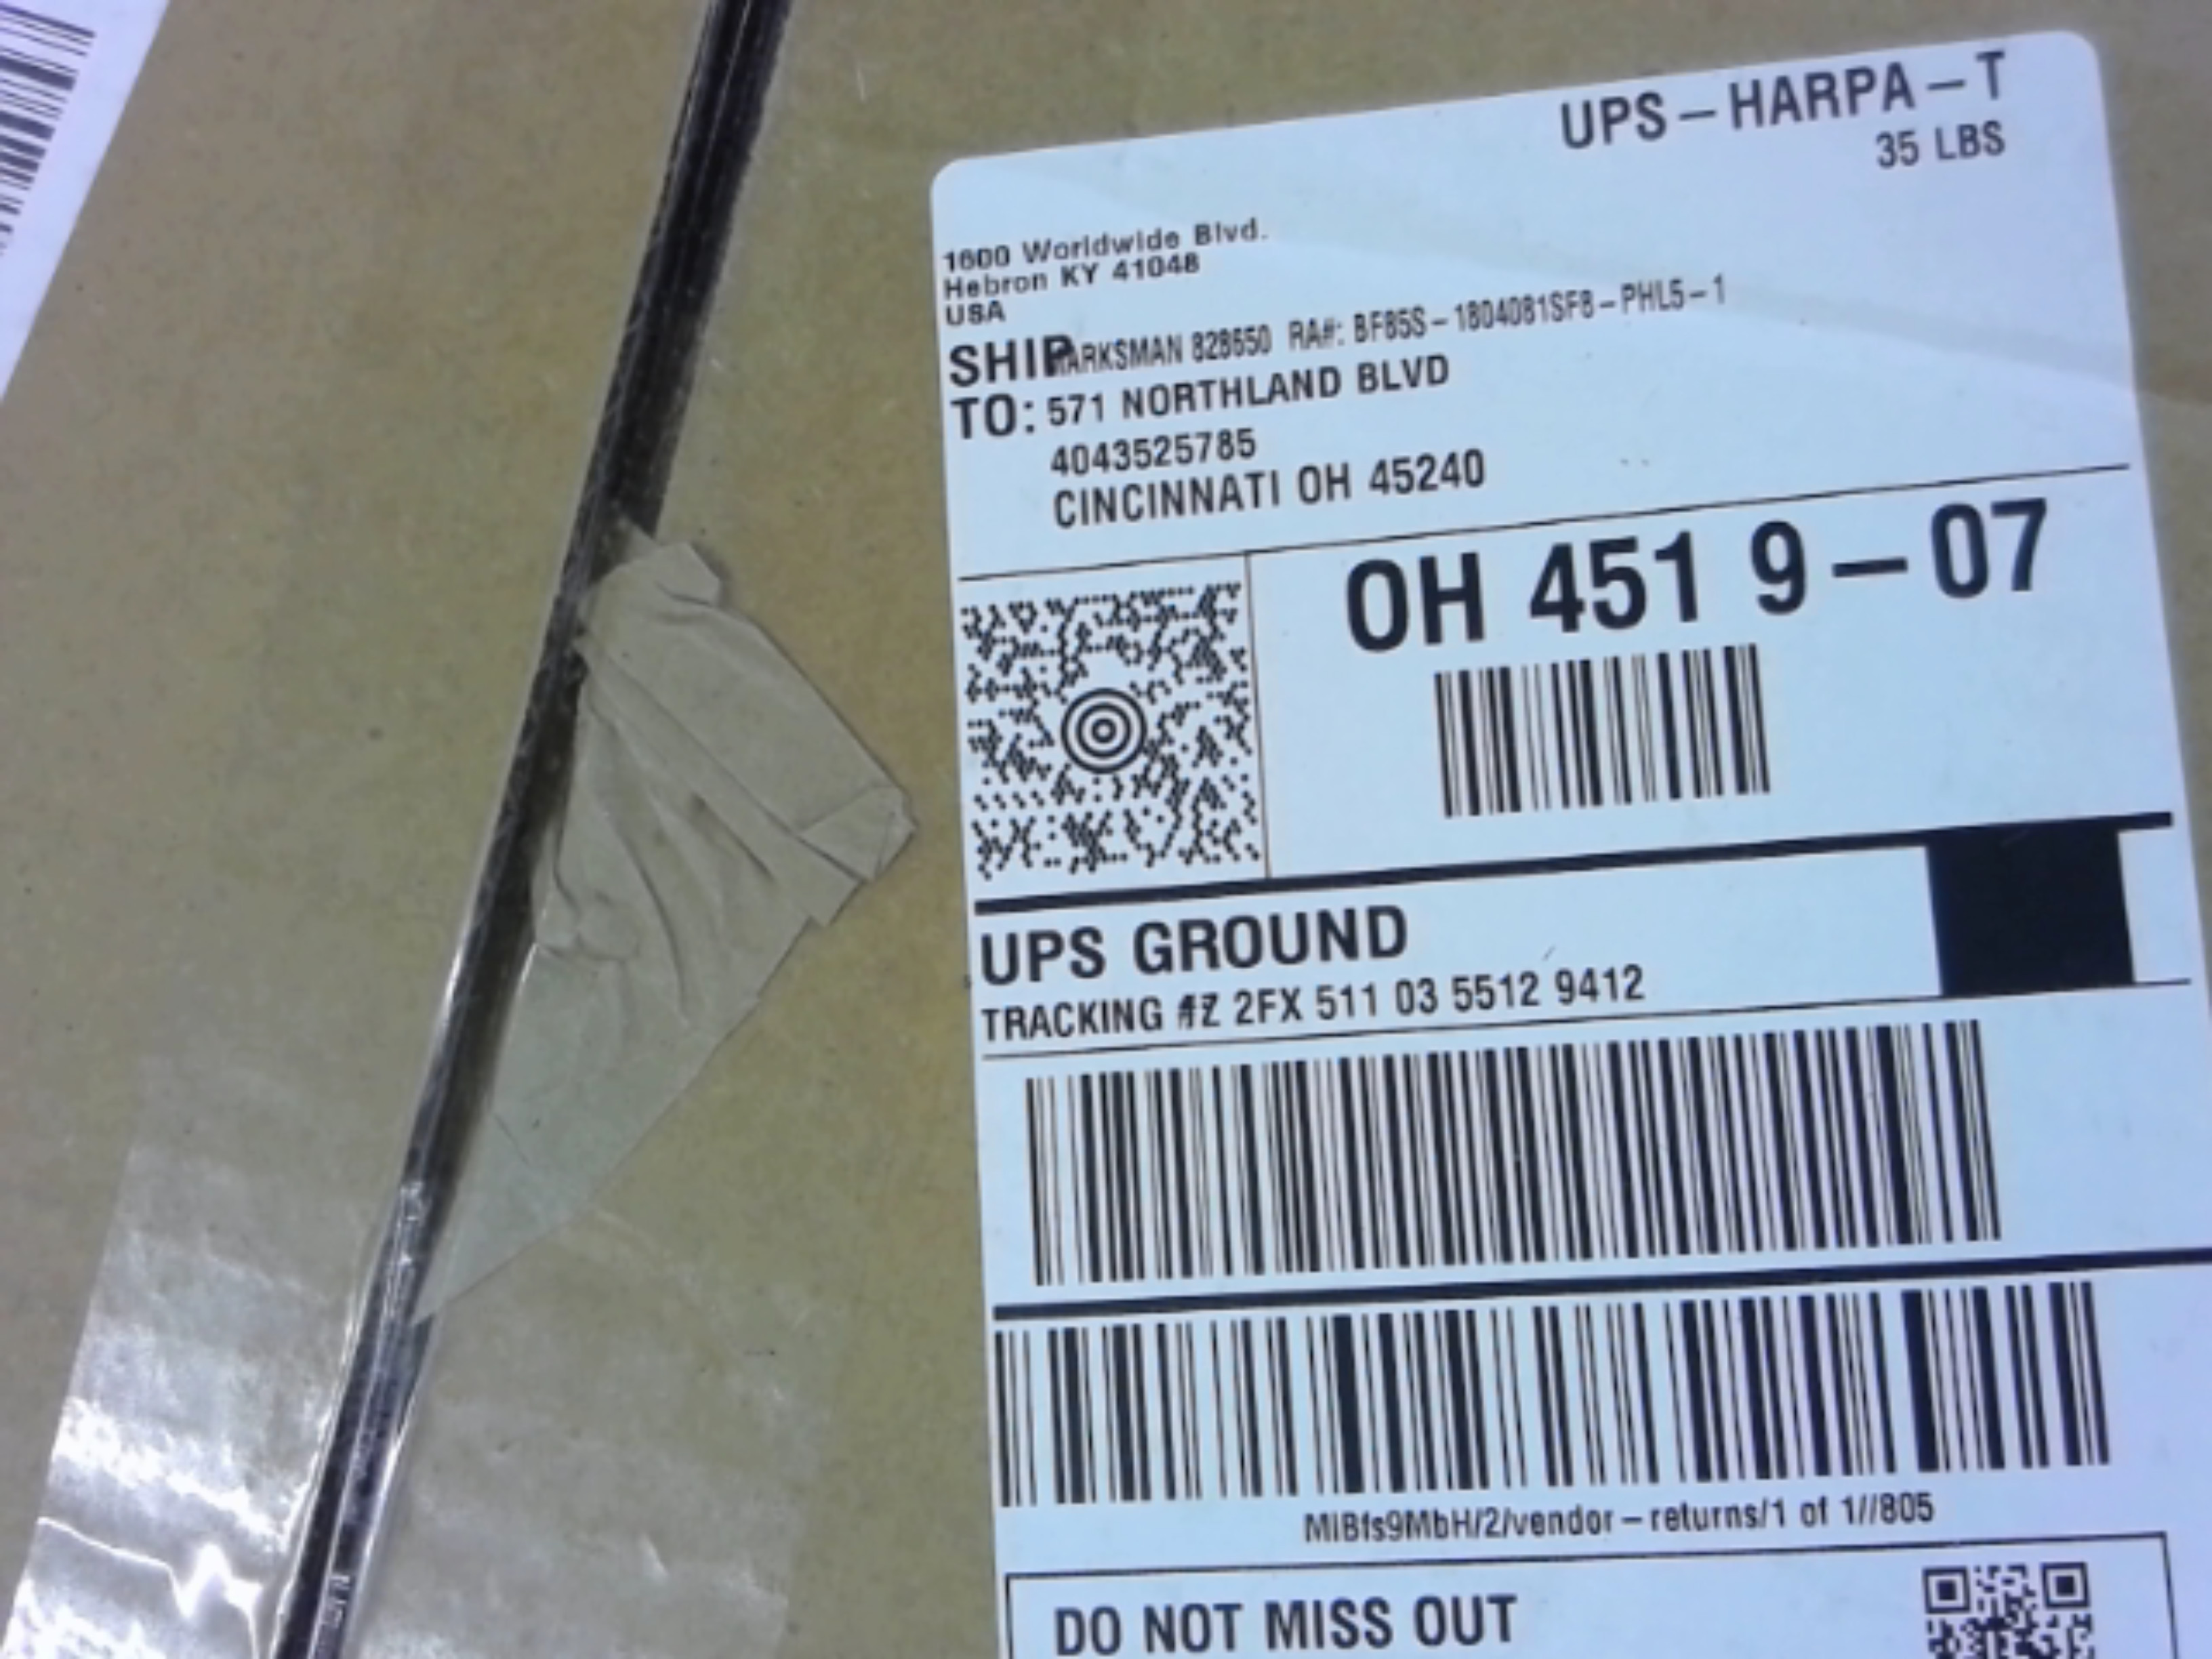 UPS-HARPA-T
35 LBS
1600 Worldwide Blvd.
Hebron KY 41048
USA
SHIP MARKSMAN 828650 RA#: BF85S-1804081SF8-PHL5-1
TO: 571 NORTHLAND BLVD
4043525785
CINCINNATI OH 45240
OH 451 9-07
UPS GROUND
TRACKING #Z 2FX 511 03 5512 9412
MIBfs9MbH/2/vendor-returns/1 of 1//805
DO NOT MISS OUT